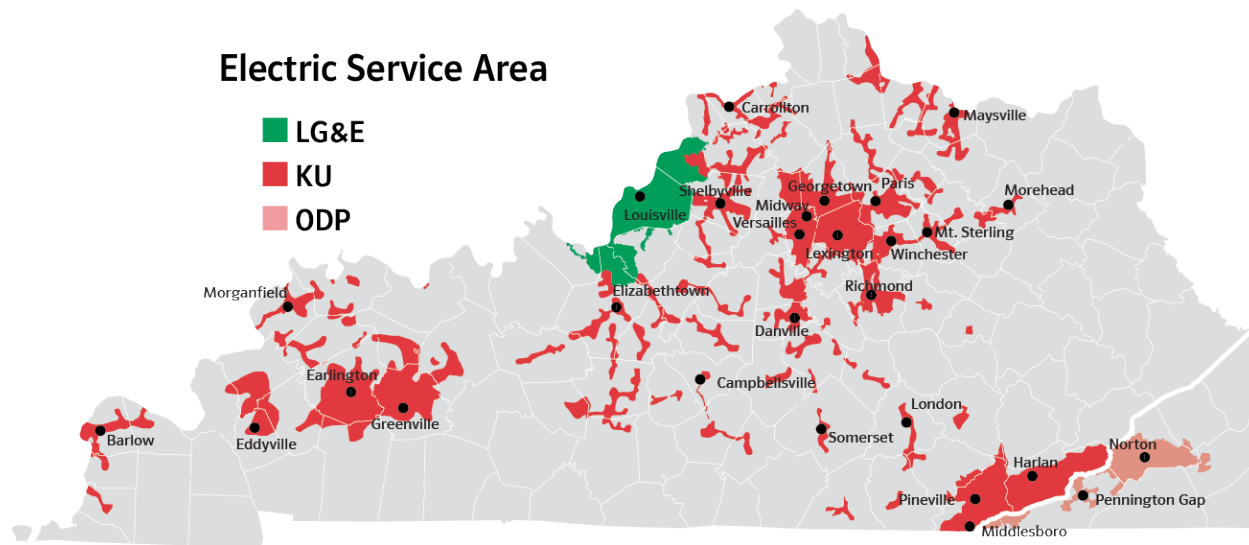 Electric Service Area
LG&E
KU
ODP
Carrollton
Maysville
Shelbyville
Georgetown
Paris
Morehead
Louisville
Midway
Versailles
Mt. Sterling
Lexington
Winchester
Morganfield
Elizabethtown
Richmond
Danville
Earlington
Campbellsville
Greenville
London
Barlow
Eddyville
Somerset
Norton
Harlan
Pineville
Pennington Gap
Middlesboro